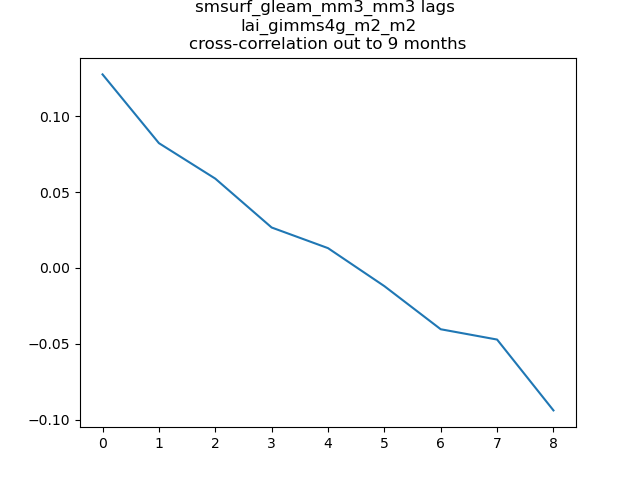 smsurf_gleam_mm3_mm3 lags
lai_gimms4g_m2_m2
cross-correlation out to 9 months
0.10
0.05
0.00
−0.05
−0.10
0 1 2 3 4 5 6 7 8